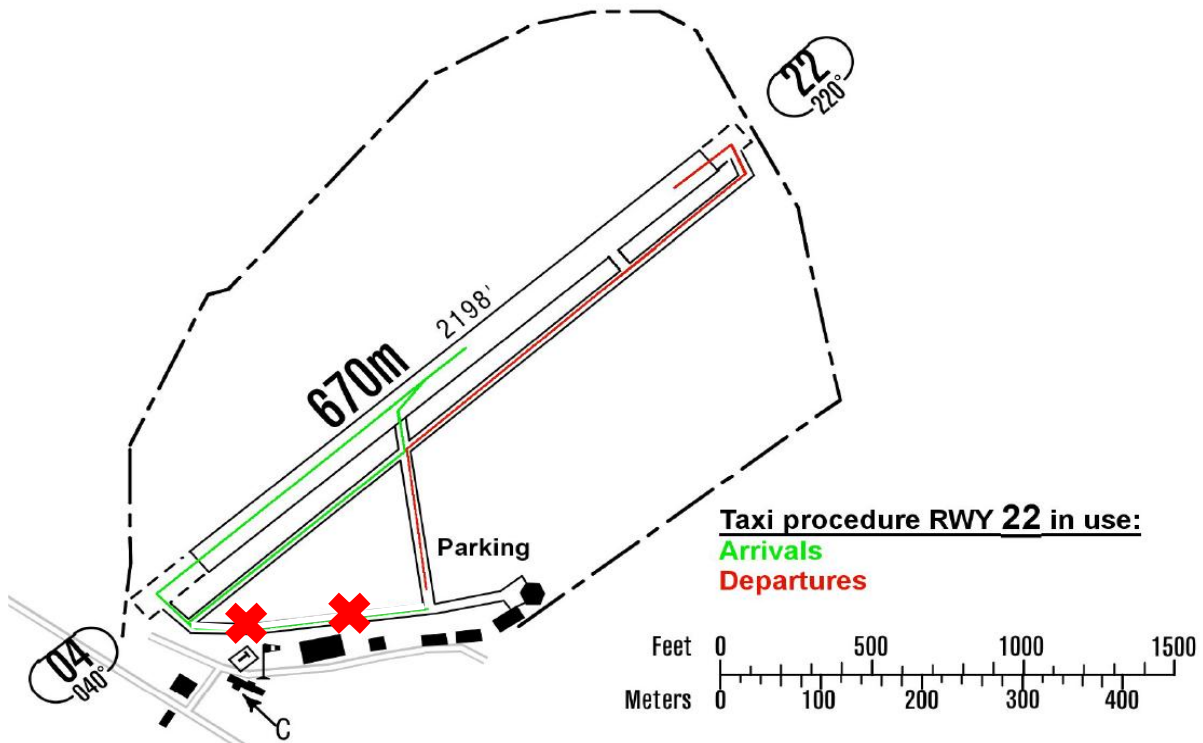 22
220°
2198'
670m
Parking
Taxi procedure RWY 22 in use:
Arrivals
Departures
04
040°
T
C
Feet 0 500 1000 1500
Meters 0 100 200 300 400